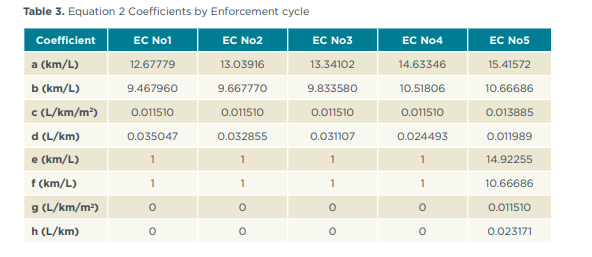 Table 3. Equation 2 Coefficients by Enforcement cycle
Coefficient EC No1 EC No2 EC No3 EC No4 EC No5
a (km/L) 12.67779 13.03916 13.34102 14.63346 15.41572
b (km/L) 9.467960 9.667770 9.833580 10.51806 10.66686
c (L/km/m²) 0.011510 0.011510 0.011510 0.011510 0.013885
d (L/km) 0.035047 0.032855 0.031107 0.024493 0.011989
e (km/L) 1 1 1 1 14.92255
f (km/L) 1 1 1 1 10.66686
g (L/km/m²) 0 0 0 0 0.011510
h (L/km) 0 0 0 0 0.023171